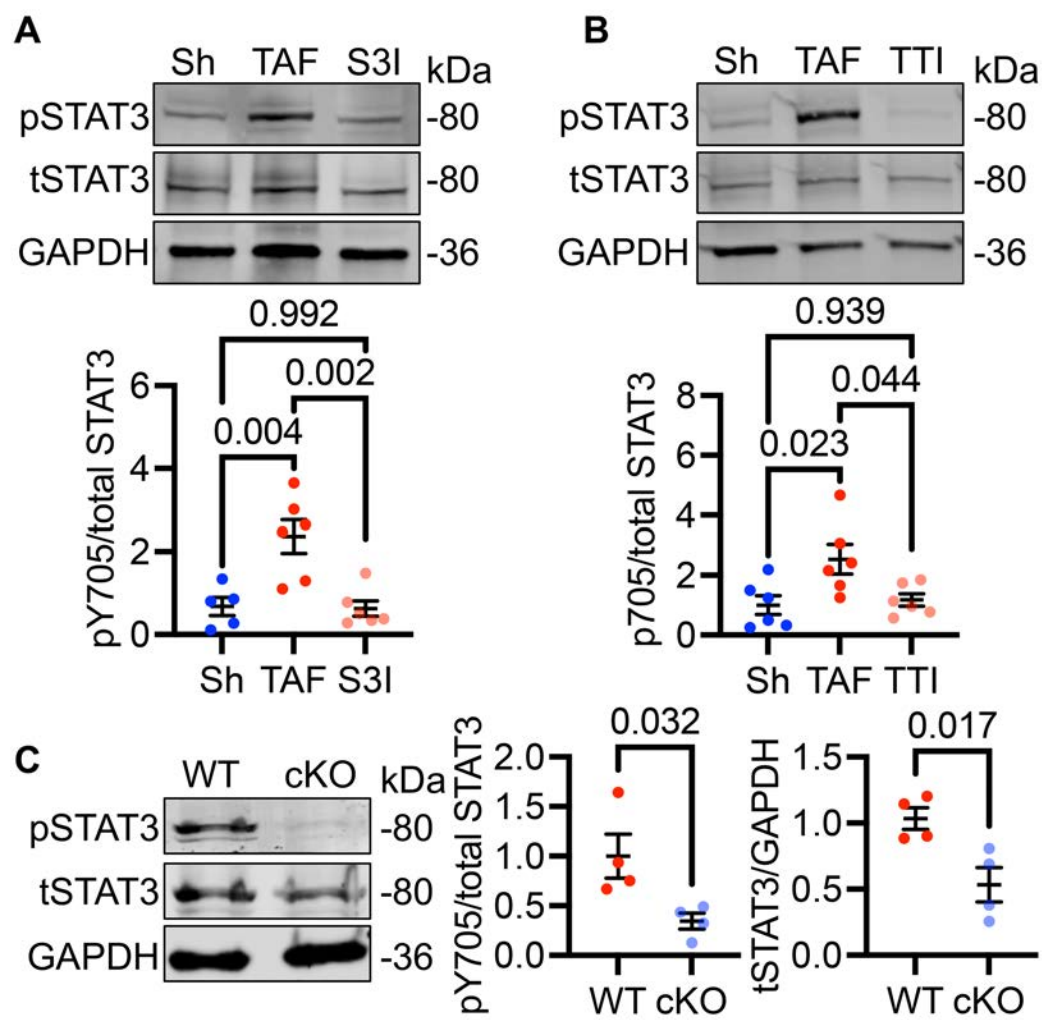 A
B
Sh TAF S3I kDa
pSTAT3 -80
tSTAT3 -80
GAPDH -36
Sh TAF TTI kDa
pSTAT3 -80
tSTAT3 -80
GAPDH -36
0.992
0.002
0.004
pY705/total STAT3
6
4
2
0
Sh TAF S3I
0.939
0.044
0.023
p705/total STAT3
8
6
4
2
0
Sh TAF TTI
C
WT cKO kDa
pSTAT3 -80
tSTAT3 -80
GAPDH -36
0.032
pY705/total STAT3
2.0
1.5
1.0
0.5
0.0
WT cKO
0.017
tSTAT3/GAPDH
1.5
1.0
0.5
0.0
WT cKO